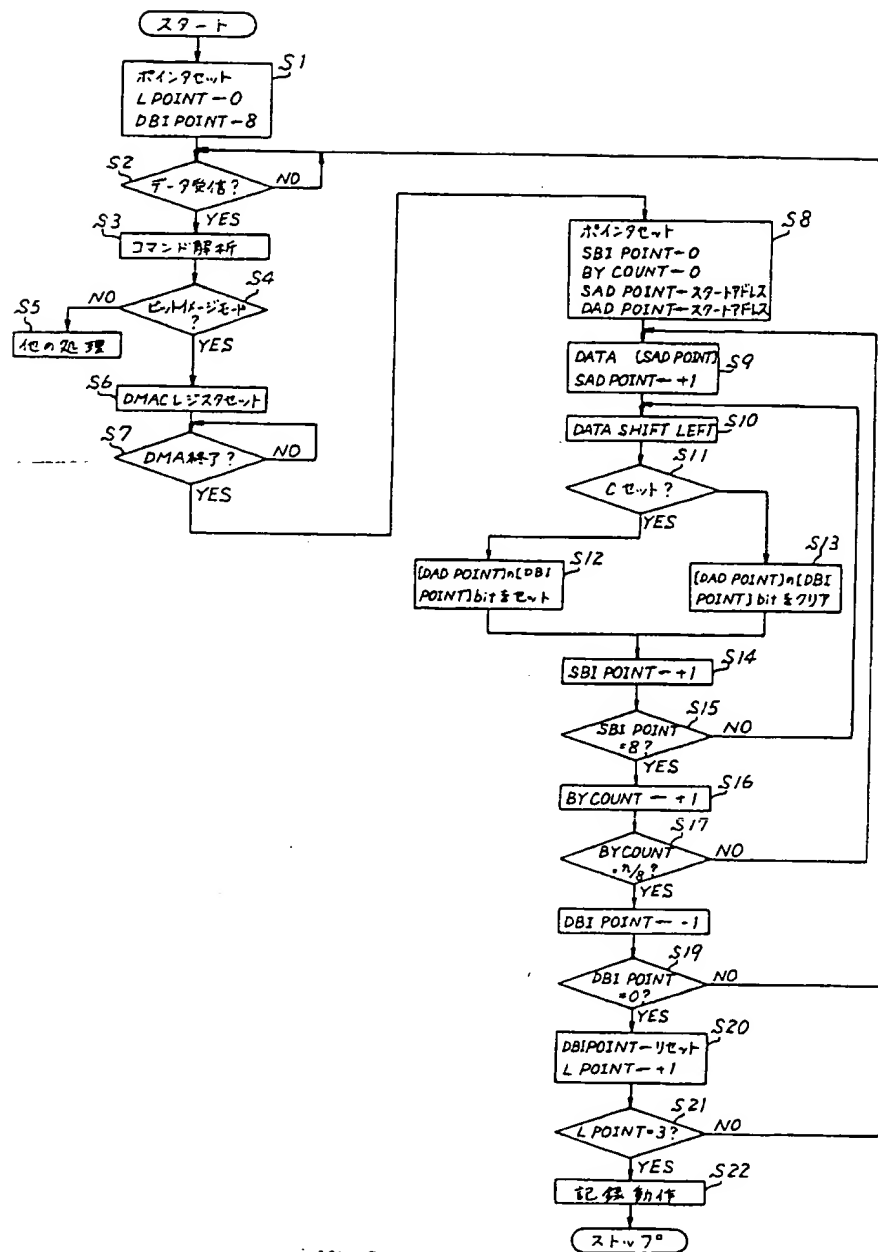 スタート
S1
ポインタセット
L POINT←0
DBI POINT←8
S2
データ受信?
NO
YES
S3
コマンド解析
S4
ビットイメージモード
?
NO
YES
S5
他の処理
S6
DMACレジスタセット
S7
DMA終了?
NO
YES
S8
ポインタセット
SBI POINT←0
BY COUNT←0
SAD POINT←スタートアドレス
DAD POINT←スタートアドレス
DATA [SAD POINT]
SAD POINT←+1
S9
DATA SHIFT LEFT
S10
S11
Cセット?
YES
S12
[DAD POINT]の[DBI
POINT]bitをセット
S13
[DAD POINT]の[DBI
POINT]bitをクリア
S14
SBI POINT←+1
S15
SBI POINT
=8?
NO
YES
S16
BY COUNT←+1
S17
BY COUNT
=n/8?
NO
YES
DBI POINT←-1
S19
DBI POINT
=0?
NO
YES
S20
DBI POINT←リセット
L POINT←+1
S21
L POINT=3?
NO
YES
S22
記録動作
ストップ